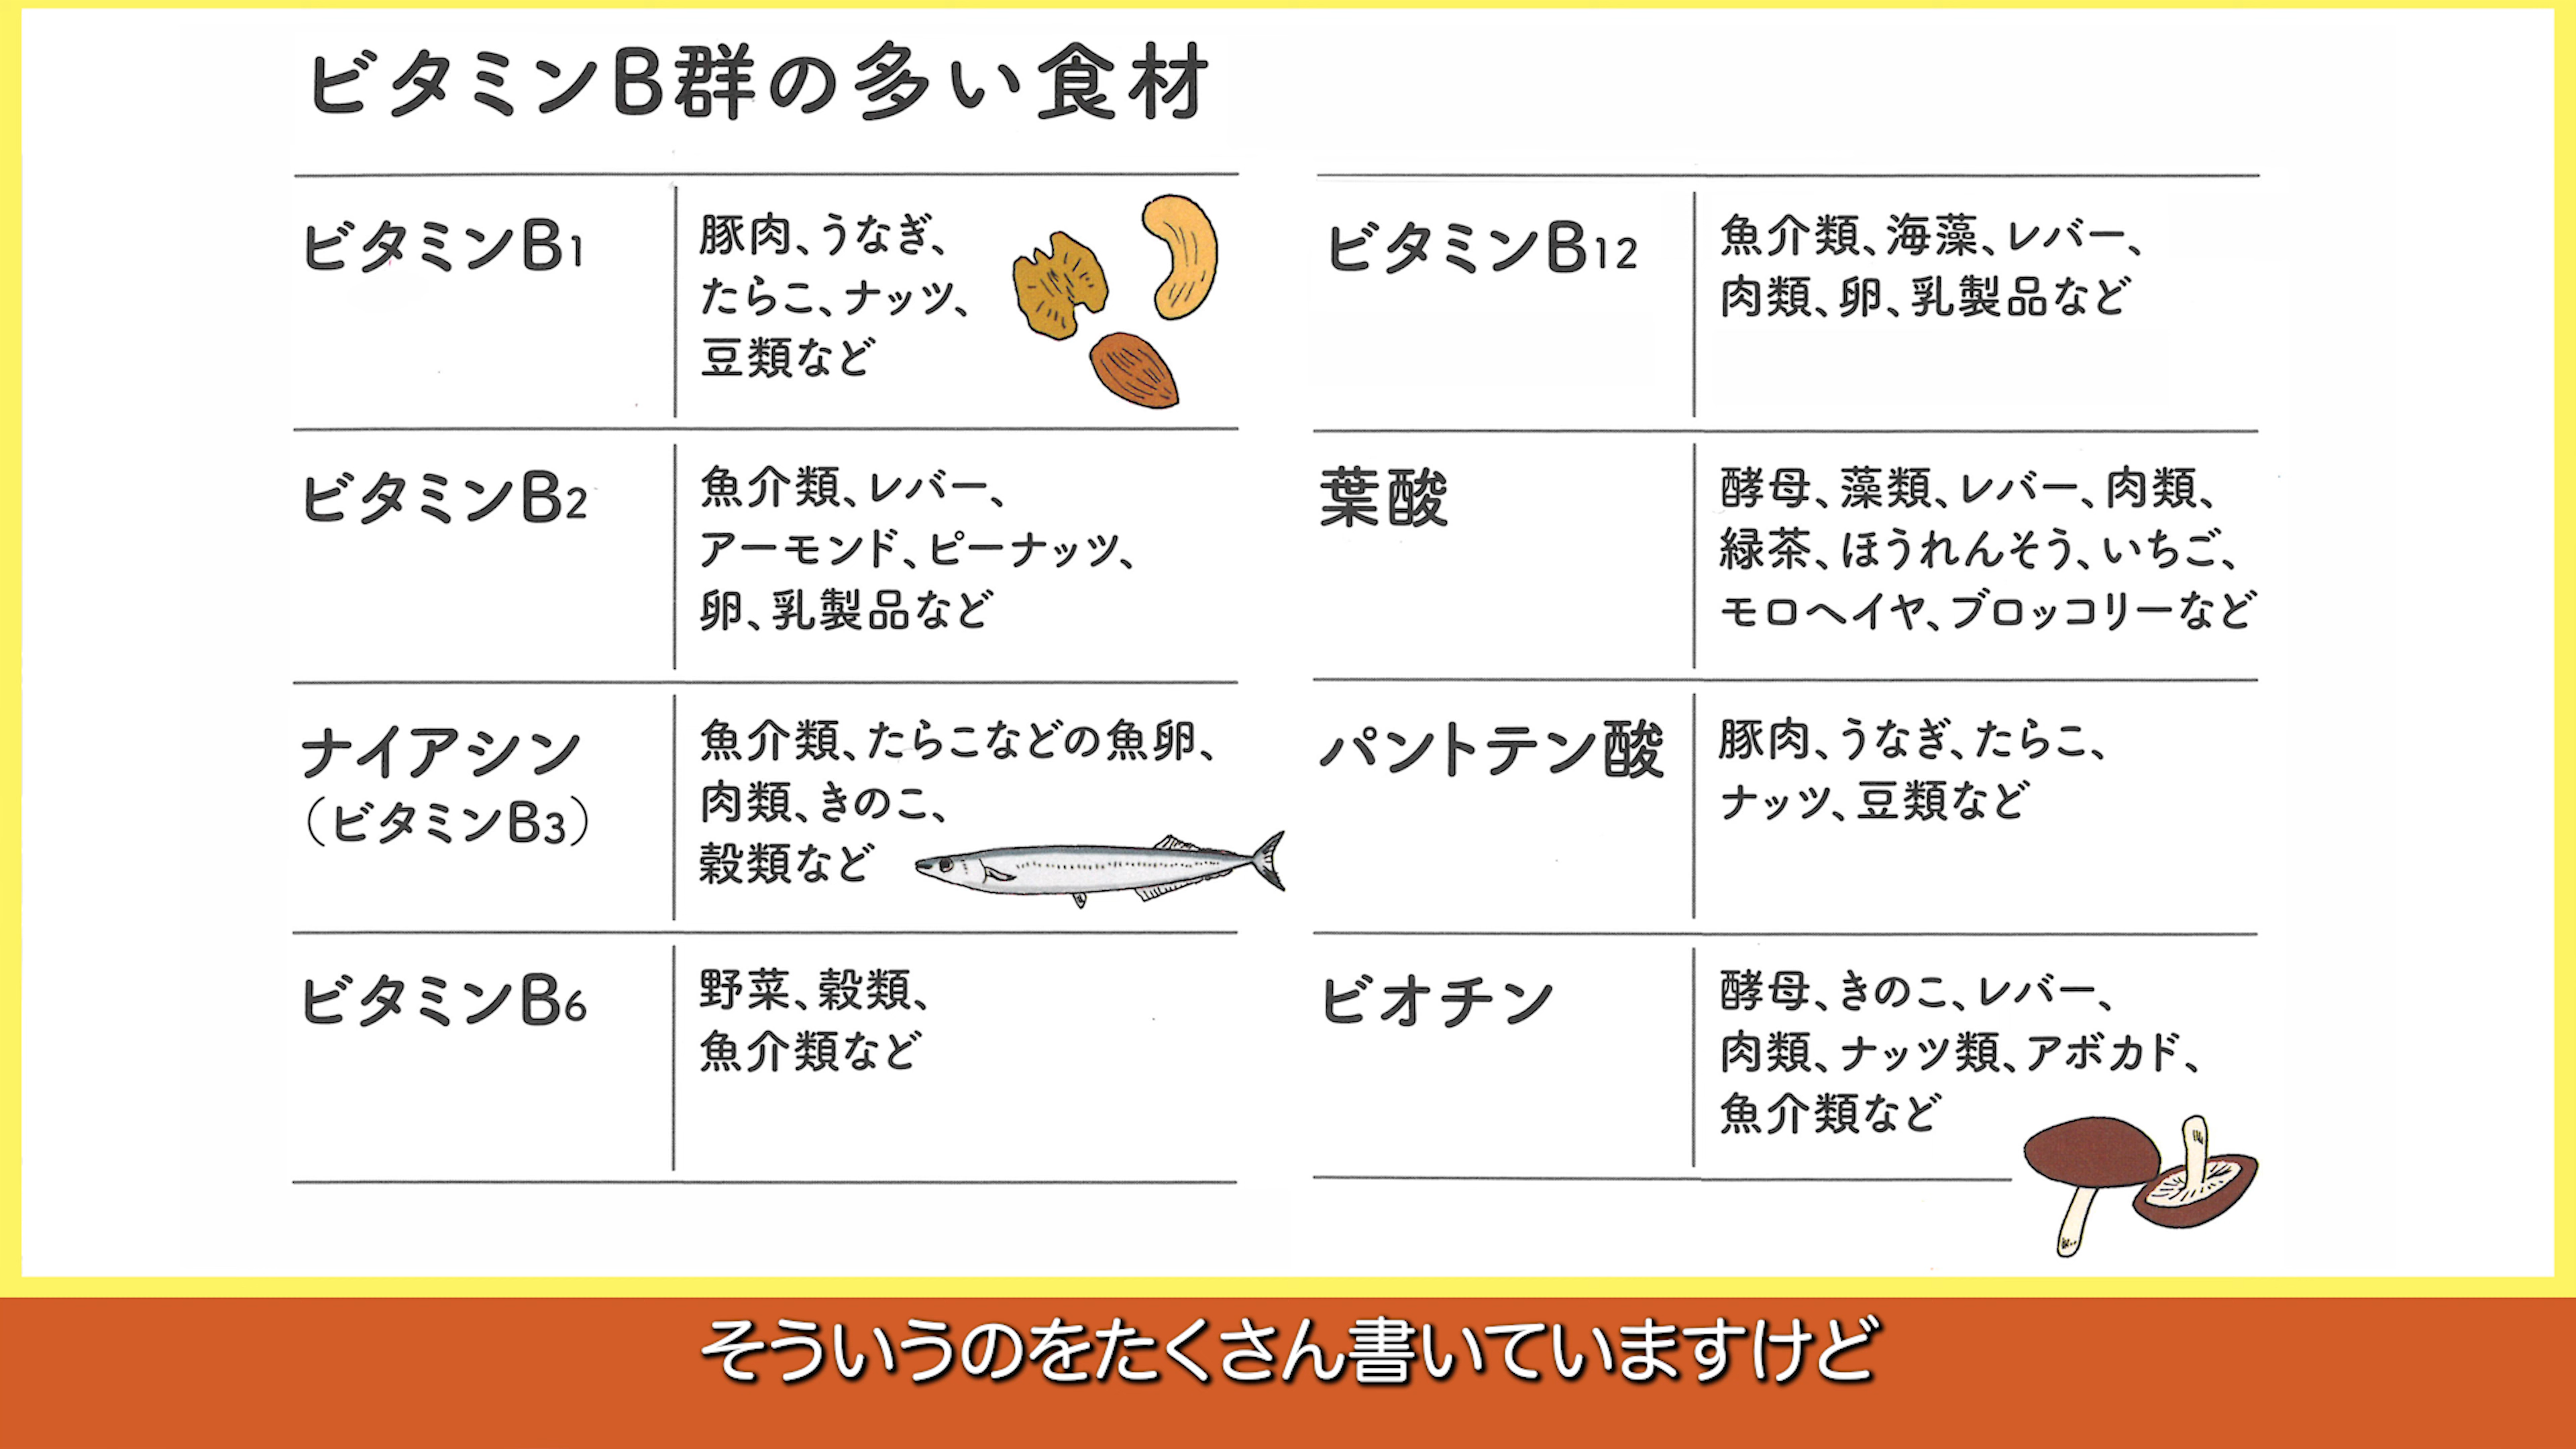 ビタミンB群の多い食材
ビタミンB1
豚肉、うなぎ、
たらこ、ナッツ、
豆類など
ビタミンB2
魚介類、レバー、
アーモンド、ピーナッツ、
卵、乳製品など
ナイアシン
（ビタミンB3）
魚介類、たらこなどの魚卵、
肉類、きのこ、
穀類など
ビタミンB6
野菜、穀類、
魚介類など
ビタミンB12
魚介類、海藻、レバー、
肉類、卵、乳製品など
葉酸
酵母、藻類、レバー、肉類、
緑茶、ほうれんそう、いちご、
モロヘイヤ、ブロッコリーなど
パントテン酸
豚肉、うなぎ、たらこ、
ナッツ、豆類など
ビオチン
酵母、きのこ、レバー、
肉類、ナッツ類、アボカド、
魚介類など
そういうのをたくさん書いていますけど